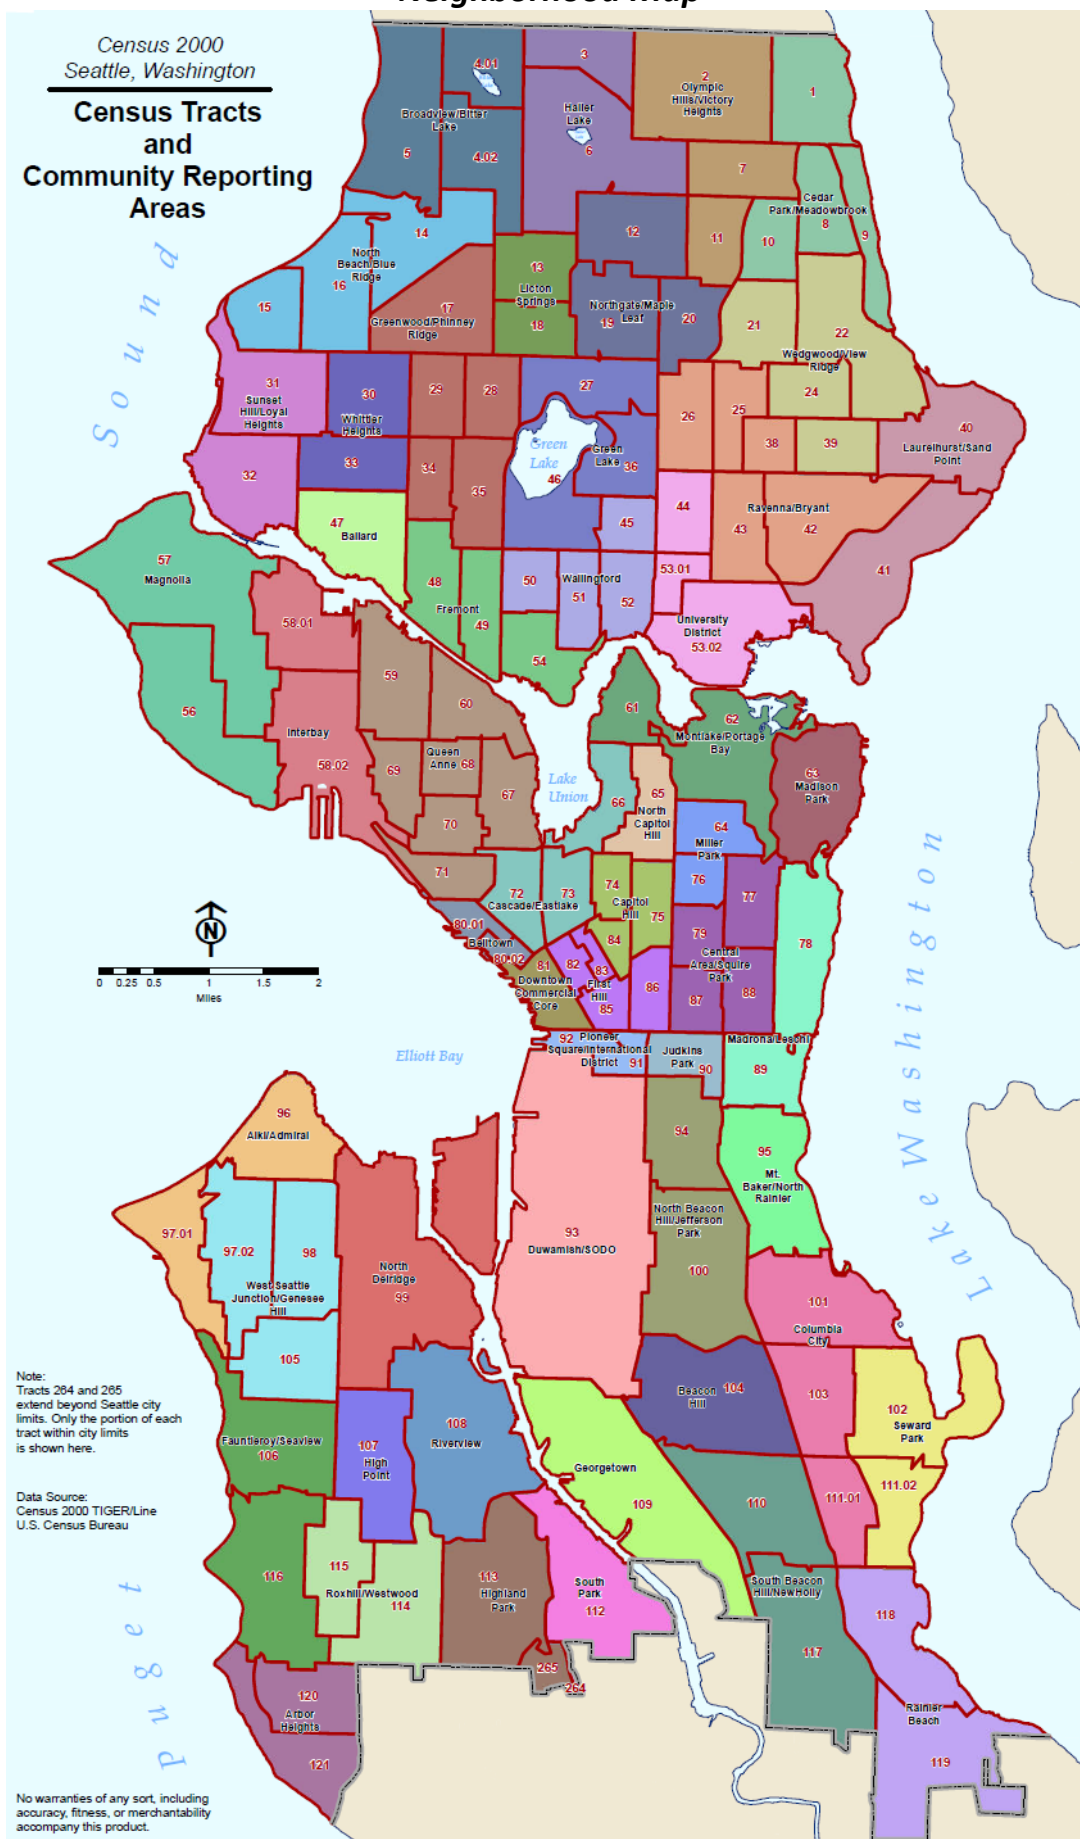 Neighborhood Map
Census 2000
Seattle, Washington
Census Tracts
and
Community Reporting
Areas
3
4.01
2
Olympic
Hills/Victory
Heights
1
Haller
Lake
Broadview/Bitter
Lake
5
4.02
6
7
Cedar
Park/Meadowbrook
8
9
10
11
12
14
North
Beach/Blue
Ridge
16
15
13
Licton
Springs
18
17
Greenwood/Phinney
Ridge
Northgate/Maple
Leaf
19
20
21
22
Wedgwood/View
Ridge
24
31
Sunset
Hill/Loyal
Heights
30
Whittier
Heights
33
29
28
27
26
25
38
39
40
Laurelhurst/Sand
Point
32
34
35
Green
Lake
46
Green
Lake
36
44
45
47
Ballard
Ravenna/Bryant
43
42
41
57
Magnolia
48
Fremont
49
50
Wallingford
51
52
53.01
University
District
53.02
54
58.01
59
60
56
Interbay
58.02
Queen
Anne
68
69
67
70
71
61
62
Montlake/Portage
Bay
63
Madison
Park
Lake
Union
66
65
North
Capitol
Hill
64
Miller
Park
76
77
72
73
Cascade/Eastlake
74
Capitol
Hill
75
84
79
Central
Area/Squire
Park
87
88
78
80.01
Belltown
80.02
81
Downtown
Commercial
Core
82
83
First
Hill
85
86
Madrona/Leschi
89
92
Pioneer
Square/International
District
91
Judkins
Park
90
N
0 0.25 0.5 1 1.5 2
Miles
Elliott Bay
Lake Washington
Puget Sound
96
Alki/Admiral
97.01
97.02
98
West Seattle
Junction/Genesee
Hill
105
North
Delridge
99
93
Duwamish/SODO
94
North Beacon
Hill/Jefferson
Park
100
95
Mt.
Baker/North
Rainier
101
Columbia
City
103
102
Seward
Park
Beacon
Hill
104
Fauntleroy/Seaview
106
107
High
Point
108
Riverview
Georgetown
109
110
111.01
111.02
116
115
Roxhill/Westwood
114
113
Highland
Park
South
Park
112
South Beacon
Hill/NewHolly
117
118
Rainier
Beach
119
265
264
120
Arbor
Heights
121
Note:
Tracts 264 and 265
extend beyond Seattle city
limits. Only the portion of each
tract within city limits
is shown here.
Data Source:
Census 2000 TIGER/Line
U.S. Census Bureau
No warranties of any sort, including
accuracy, fitness, or merchantability
accompany this product.